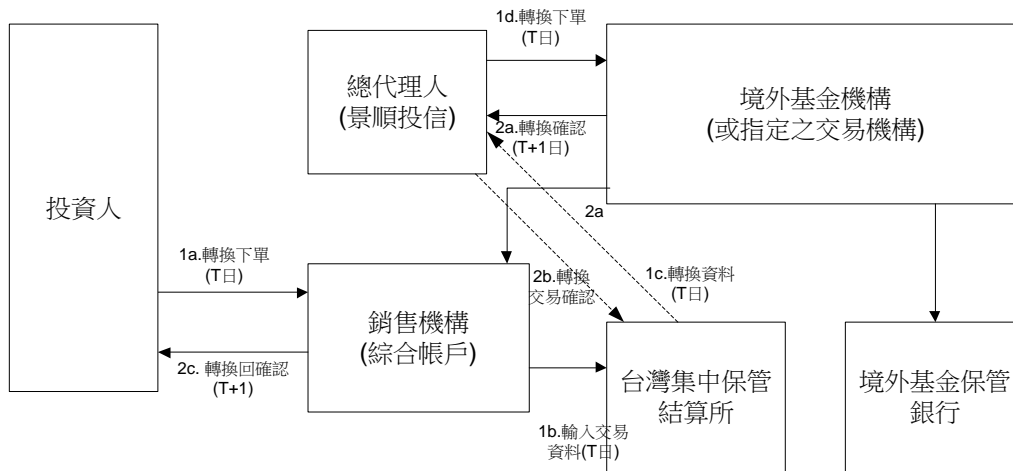 1d.轉換下單
(T日)
總代理人
(景順投信)
境外基金機構
(或指定之交易機構)
2a.轉換確認
(T+1日)
投資人
2a
1a.轉換下單
(T日)
2b.轉換
交易確認
1c.轉換資料
(T日)
銷售機構
(綜合帳戶)
2c. 轉換回確認
(T+1)
台灣集中保管
結算所
境外基金保管
銀行
1b.輸入交易
資料(T日)